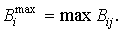 B_i^max = max B_ij.